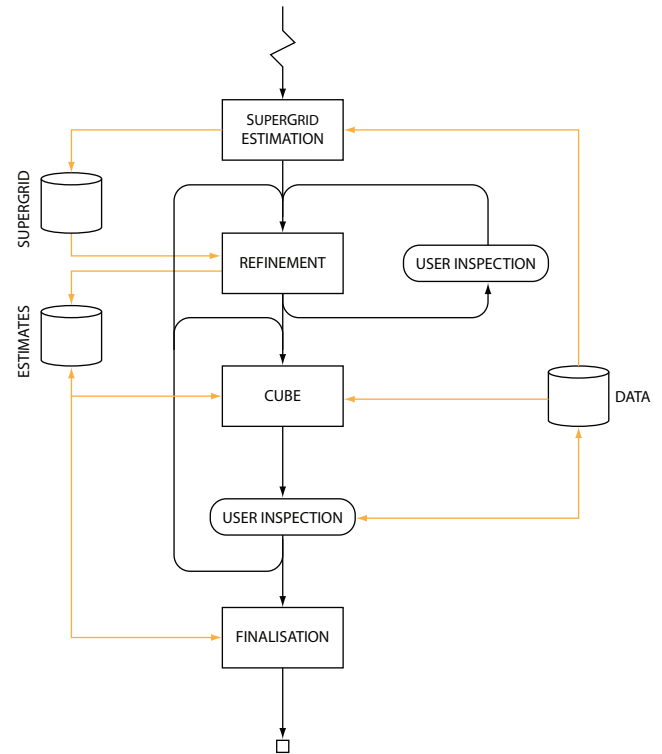 SUPERGRID
ESTIMATION
SUPERGRID
REFINEMENT
USER INSPECTION
ESTIMATES
CUBE
DATA
USER INSPECTION
FINALISATION